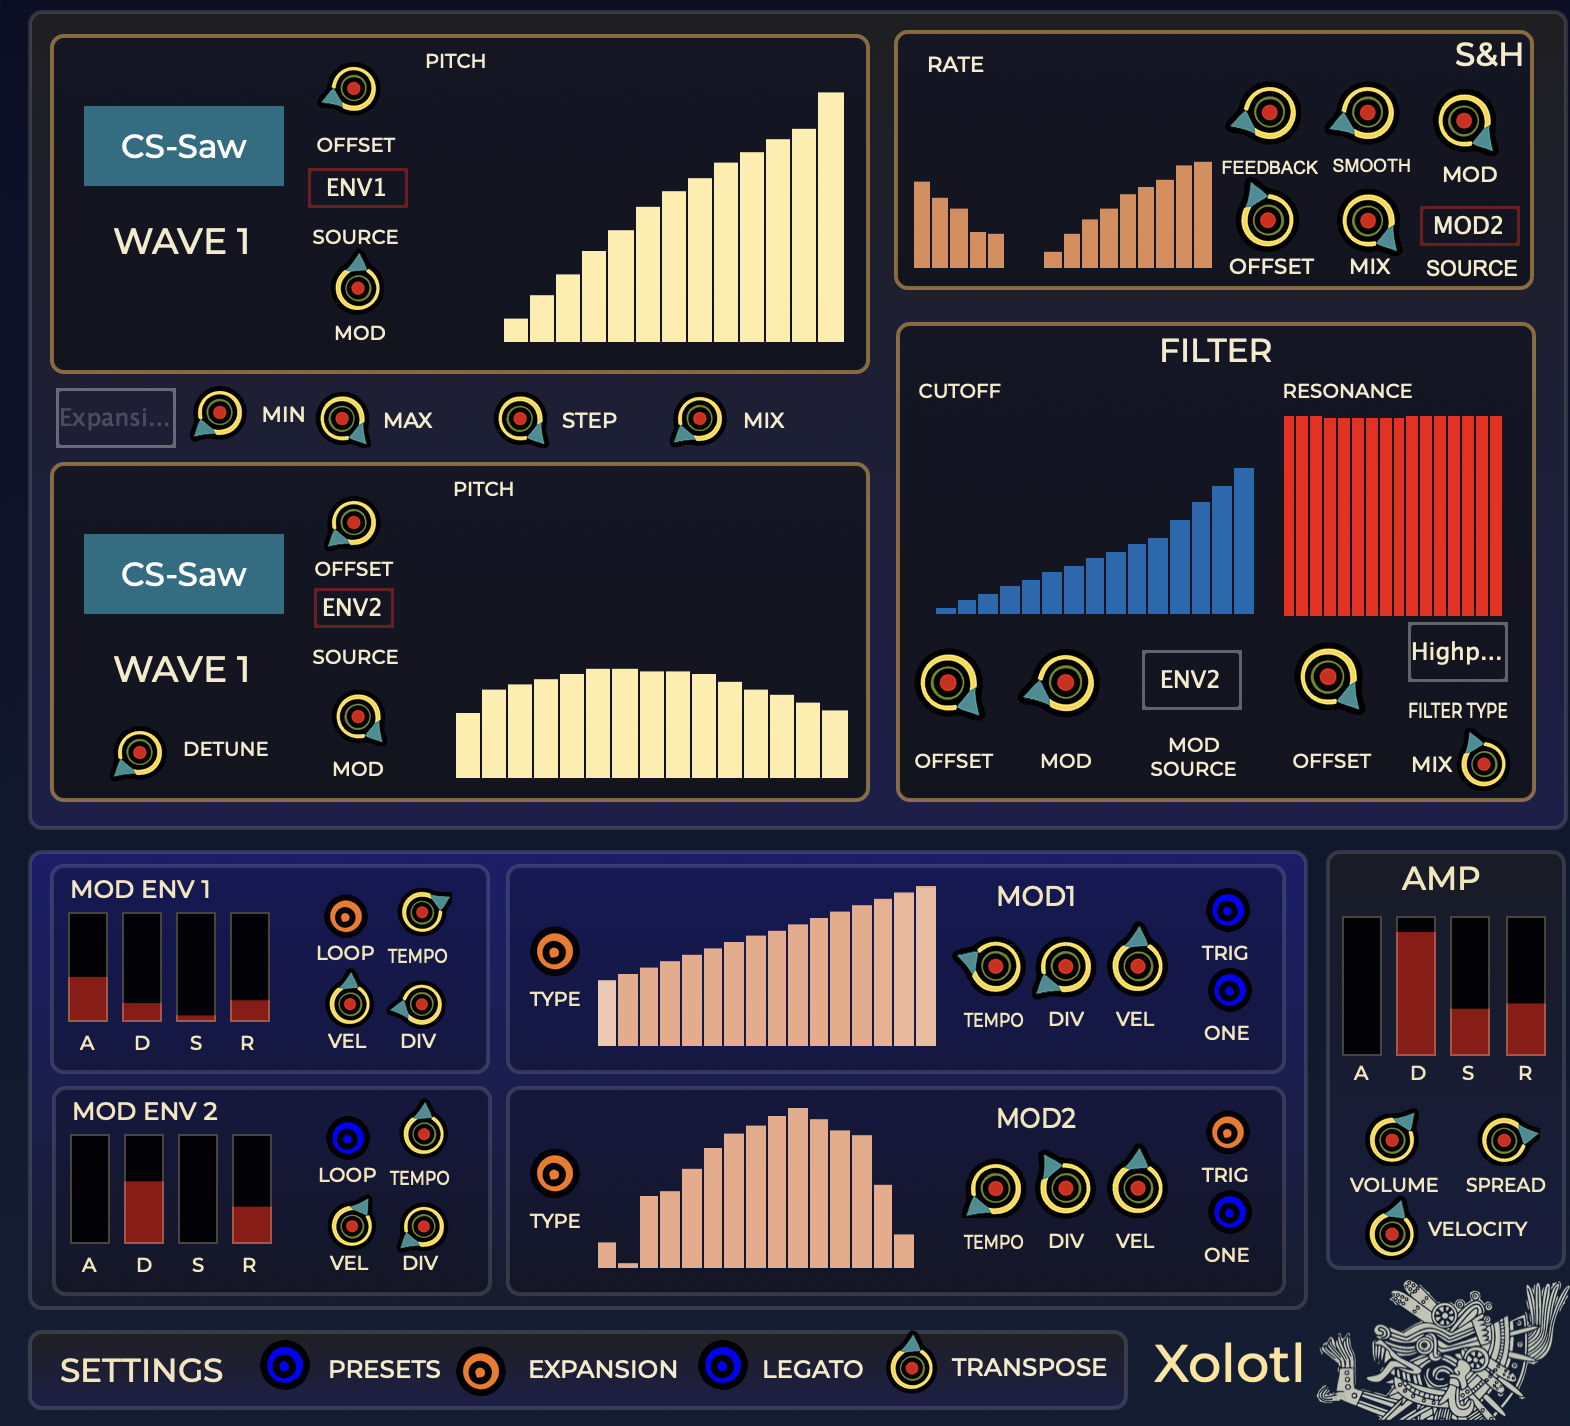 PITCH
CS-Saw
OFFSET
ENV1
WAVE 1
SOURCE
MOD
S&H
RATE
FEEDBACK
SMOOTH
MOD
OFFSET
MIX
MOD2
SOURCE
Expansi...
MIN
MAX
STEP
MIX
PITCH
CS-Saw
OFFSET
ENV2
WAVE 1
SOURCE
DETUNE
MOD
FILTER
CUTOFF
RESONANCE
OFFSET
MOD
ENV2
MOD
SOURCE
OFFSET
Highp...
FILTER TYPE
MIX
MOD ENV 1
LOOP
TEMPO
A
D
S
R
VEL
DIV
TYPE
MOD1
TEMPO
DIV
VEL
TRIG
ONE
MOD ENV 2
LOOP
TEMPO
A
D
S
R
VEL
DIV
TYPE
MOD2
TEMPO
DIV
VEL
TRIG
ONE
AMP
A
D
S
R
VOLUME
SPREAD
VELOCITY
SETTINGS
PRESETS
EXPANSION
LEGATO
TRANSPOSE
Xolotl